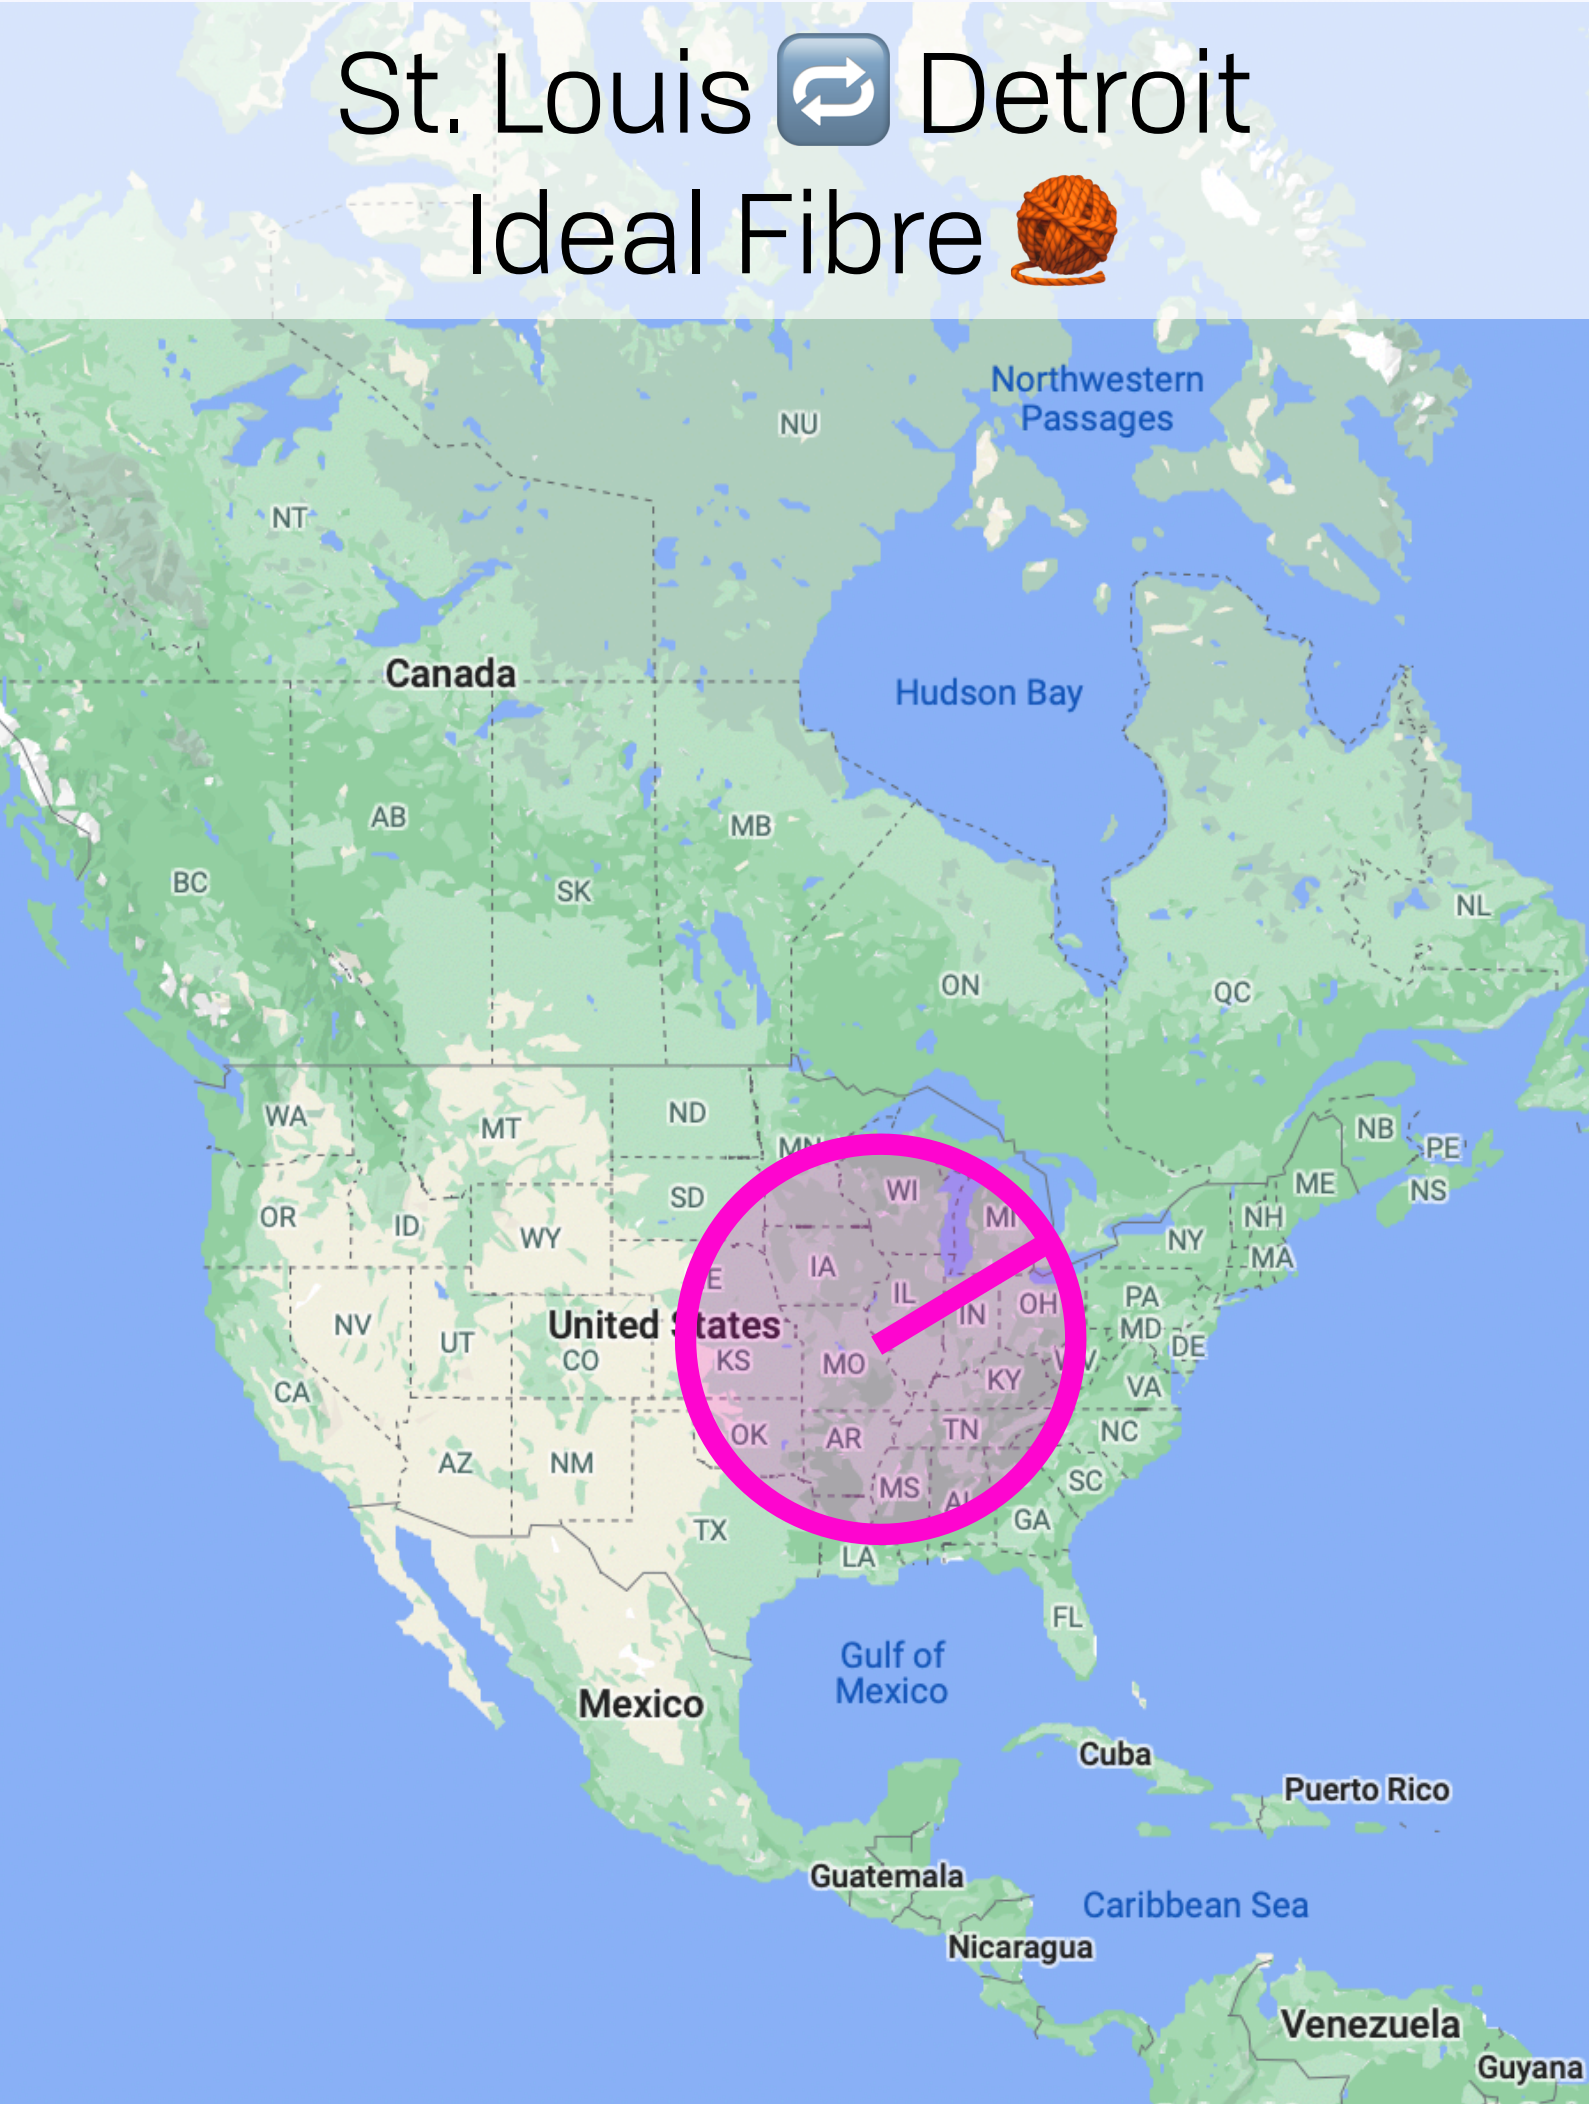 St. Louis 🔁 Detroit
Ideal Fibre 🧶
Northwestern
Passages
NU
NT
Canada
Hudson Bay
AB
MB
BC
SK
NL
ON
QC
WA
MT
ND
MN
NB
PE
ME
NS
OR
ID
SD
WI
MI
NH
WY
NY
MA
IA
E
IL
IN
OH
PA
NV
UT
United States
CO
MD
DE
KS
MO
WV
KY
VA
CA
AZ
NM
OK
AR
TN
NC
MS
AL
SC
TX
GA
LA
FL
Gulf of
Mexico
Mexico
Cuba
Puerto Rico
Guatemala
Caribbean Sea
Nicaragua
Venezuela
Guyana